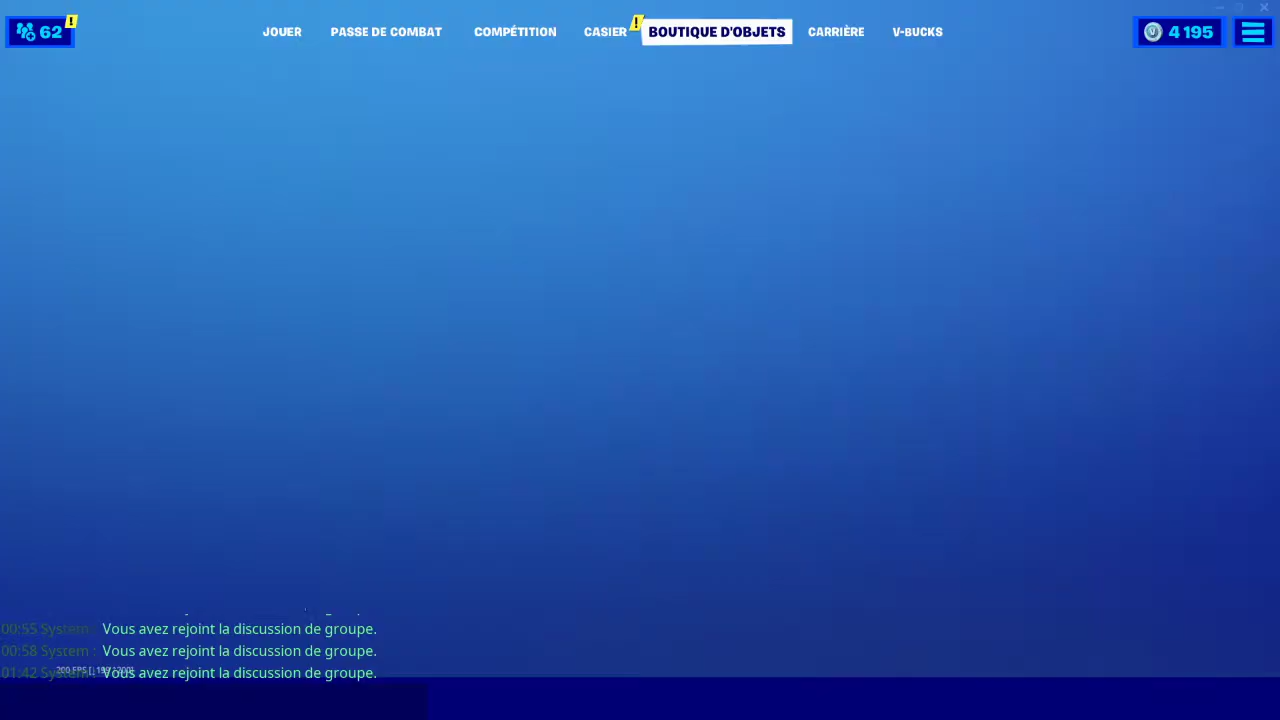 62
!
JOUER
PASSE DE COMBAT
COMPÉTITION
CASIER
!
BOUTIQUE D'OBJETS
CARRIÈRE
V-BUCKS
4 195
00:55 System : Vous avez rejoint la discussion de groupe.
00:58 System : Vous avez rejoint la discussion de groupe.
01:42 System : Vous avez rejoint la discussion de groupe.